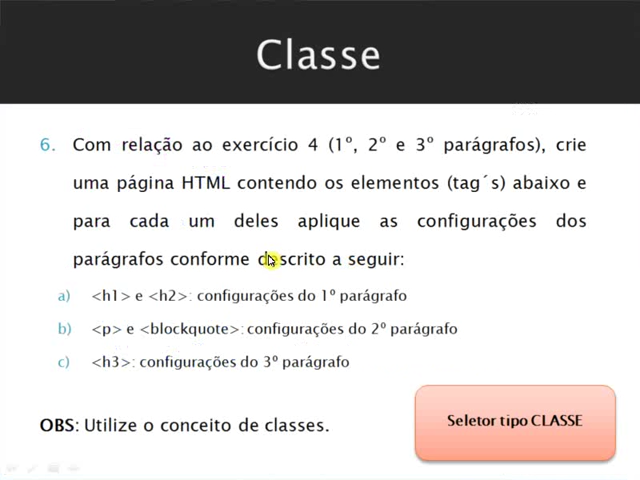 Classe
6. Com relação ao exercício 4 (1º, 2º e 3º parágrafos), crie
uma página HTML contendo os elementos (tag´s) abaixo e
para cada um deles aplique as configurações dos
parágrafos conforme descrito a seguir:
a) <h1> e <h2>: configurações do 1º parágrafo
b) <p> e <blockquote>: configurações do 2º parágrafo
c) <h3>: configurações do 3º parágrafo
OBS: Utilize o conceito de classes.
Seletor tipo CLASSE